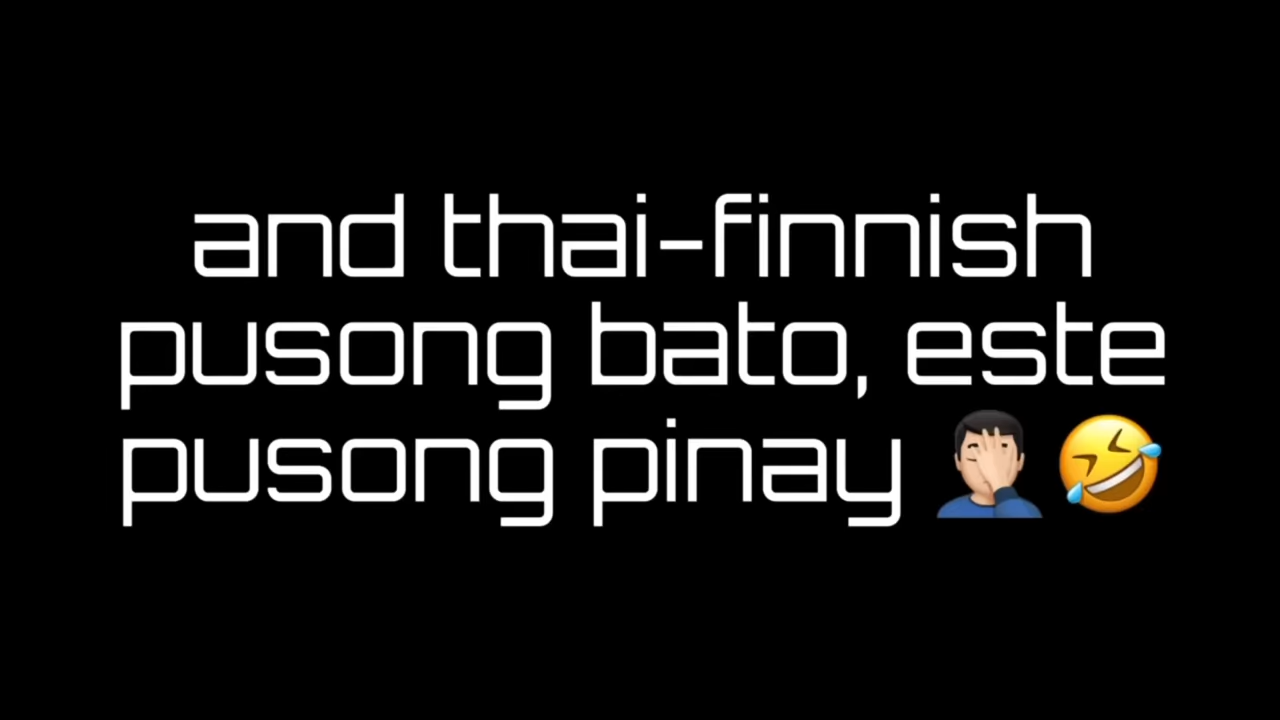 and thai-finnish
pusong bato, este
pusong pinay 🤦🏻‍♂️🤣